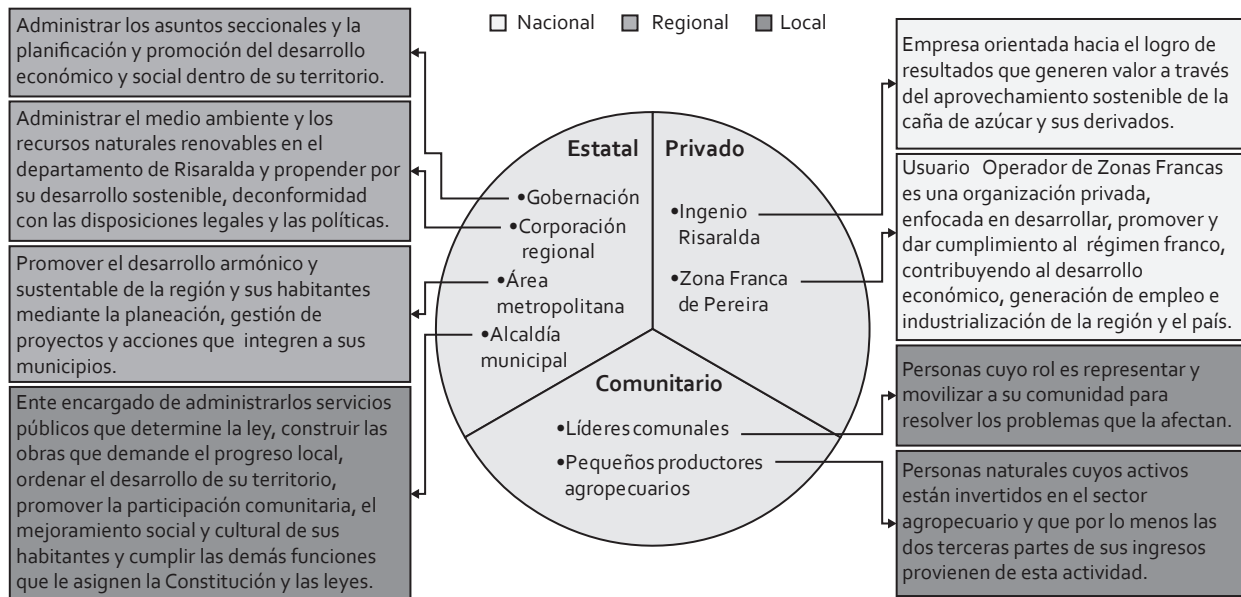 Nacional
Regional
Local
Administrar los asuntos seccionales y la
planificación y promoción del desarrollo
económico y social dentro de su territorio.
Administrar el medio ambiente y los
recursos naturales renovables en el
departamento de Risaralda y propender por
su desarrollo sostenible, deconformidad
con las disposiciones legales y las políticas.
Promover el desarrollo armónico y
sustentable de la región y sus habitantes
mediante la planeación, gestión de
proyectos y acciones que integren a sus
municipios.
Ente encargado de administrarlos servicios
públicos que determine la ley, construir las
obras que demande el progreso local,
ordenar el desarrollo de su territorio,
promover la participación comunitaria, el
mejoramiento social y cultural de sus
habitantes y cumplir las demás funciones
que le asignen la Constitución y las leyes.
Estatal
•Gobernación
•Corporación
regional
•Área
metropolitana
•Alcaldía
municipal
Privado
•Ingenio
Risaralda
•Zona Franca
de Pereira
Comunitario
•Líderes comunales
•Pequeños productores
agropecuarios
Empresa orientada hacia el logro de
resultados que generen valor a través
del aprovechamiento sostenible de la
caña de azúcar y sus derivados.
Usuario Operador de Zonas Francas
es una organización privada,
enfocada en desarrollar, promover y
dar cumplimiento al régimen franco,
contribuyendo al desarrollo
económico, generación de empleo e
industrialización de la región y el país.
Personas cuyo rol es representar y
movilizar a su comunidad para
resolver los problemas que la afectan.
Personas naturales cuyos activos
están invertidos en el sector
agropecuario y que por lo menos las
dos terceras partes de sus ingresos
provienen de esta actividad.